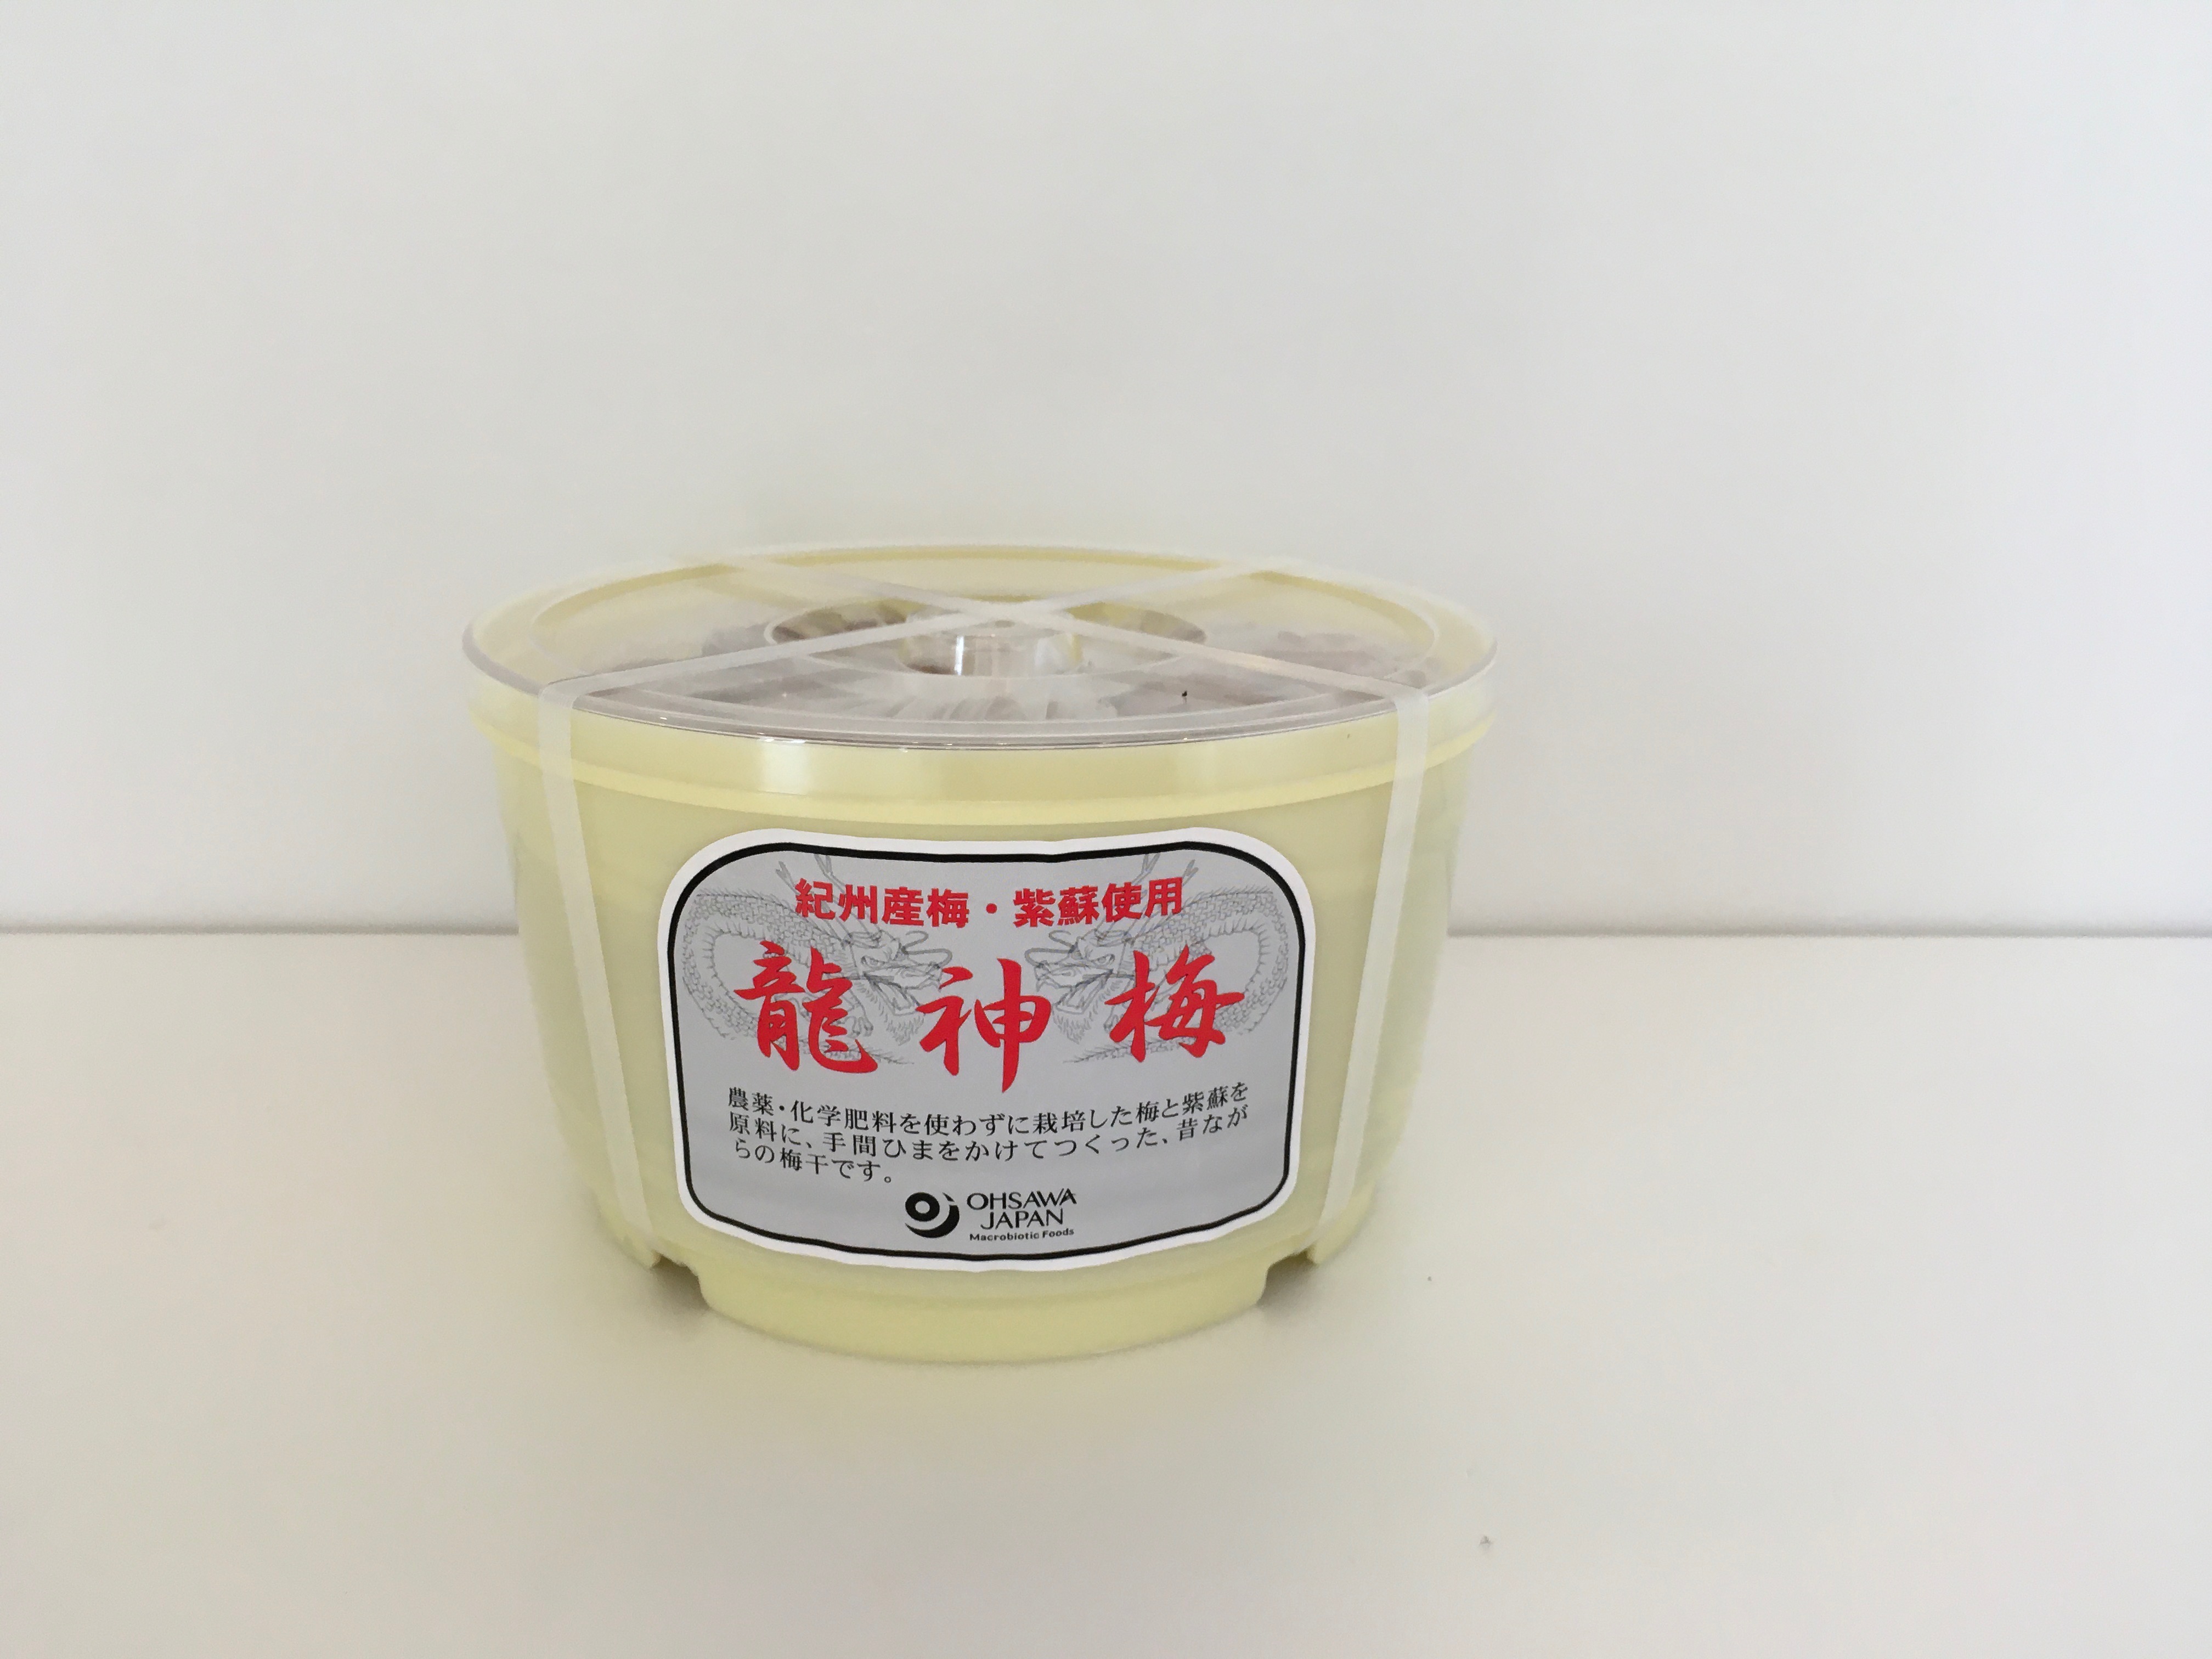 紀州産梅・紫蘇使用
龍神梅
農薬・化学肥料を使わずに栽培した梅と紫蘇を
原料に、手間ひまをかけてつくった、昔なが
らの梅干です。
OHSAWA
JAPAN
Macrobiotic Foods